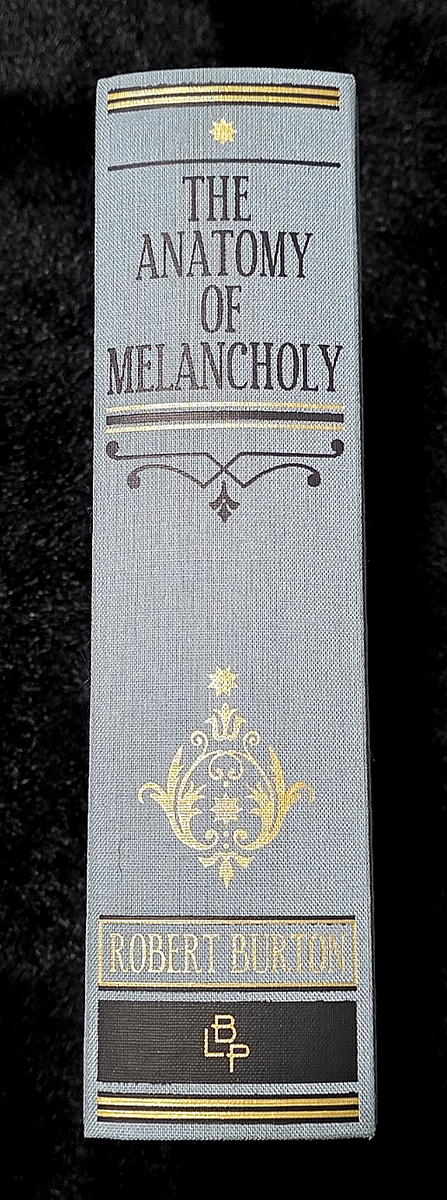 THE
ANATOMY
OF
MELANCHOLY
ROBERT BURTON
LBP